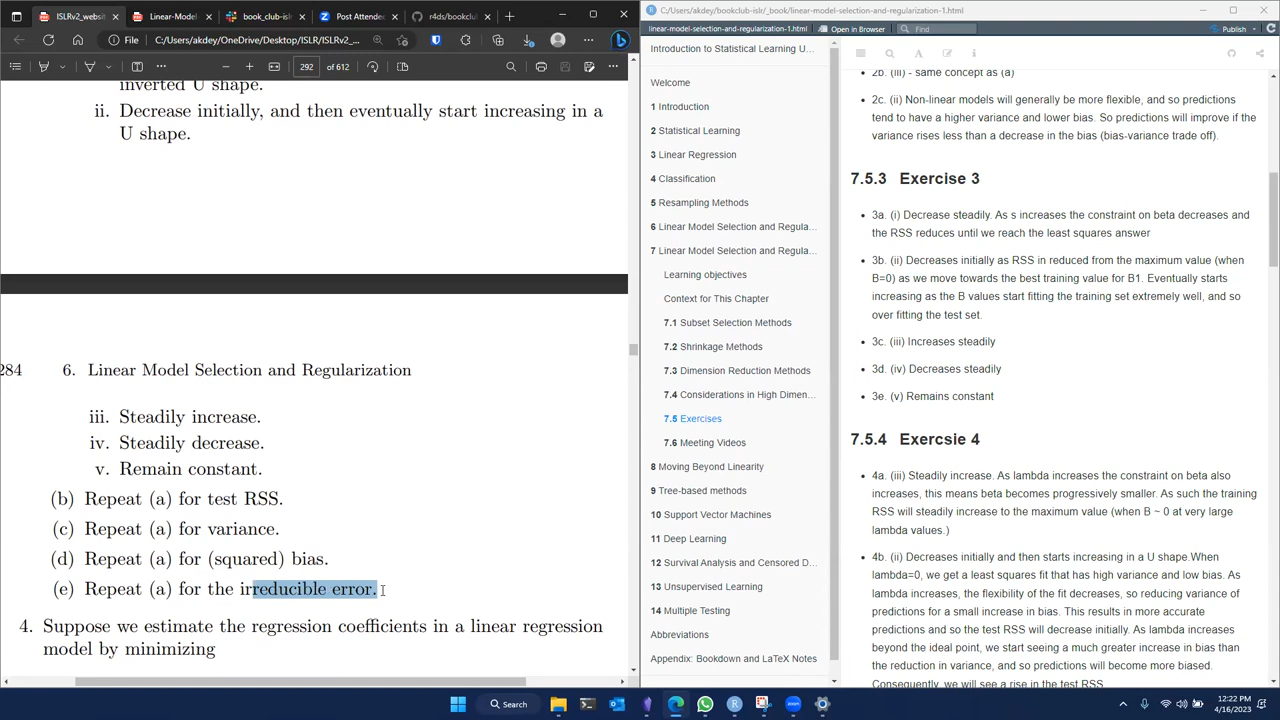 Linear-Model-Selectio
Post Attendee
r4ds/bookclub-is
292 of 612
inverted U shape.
ii. Decrease initially, and then eventually start increasing in a
U shape.
284 6. Linear Model Selection and Regularization
iii. Steadily increase.
iv. Steadily decrease.
v. Remain constant.
(b) Repeat (a) for test RSS.
(c) Repeat (a) for variance.
(d) Repeat (a) for (squared) bias.
(e) Repeat (a) for the irreducible error.
4. Suppose we estimate the regression coefficients in a linear regression
model by minimizing
C:/Users/akdey/bookclub-islr/_book/linear-model-selection-and-regularization-1.html
linear-model-selection-and-regularization-1.html
Open in Browser
Find
Publish
Introduction to Statistical Learning U...
Welcome
1 Introduction
2 Statistical Learning
3 Linear Regression
4 Classification
5 Resampling Methods
6 Linear Model Selection and Regula...
7 Linear Model Selection and Regula...
Learning objectives
Context for This Chapter
7.1 Subset Selection Methods
7.2 Shrinkage Methods
7.3 Dimension Reduction Methods
7.4 Considerations in High Dimen...
7.5 Exercises
7.6 Meeting Videos
8 Moving Beyond Linearity
9 Tree-based methods
10 Support Vector Machines
11 Deep Learning
12 Survival Analysis and Censored D...
13 Unsupervised Learning
14 Multiple Testing
Abbreviations
Appendix: Bookdown and LaTeX Notes
2b. (iii) - same concept as (a)
2c. (ii) Non-linear models will generally be more flexible, and so predictions
tend to have a higher variance and lower bias. So predictions will improve if the
variance rises less than a decrease in the bias (bias-variance trade off).
7.5.3 Exercise 3
3a. (i) Decrease steadily. As s increases the constraint on beta decreases and
the RSS reduces until we reach the least squares answer
3b. (ii) Decreases initially as RSS in reduced from the maximum value (when
B=0) as we move towards the best training value for B1. Eventually starts
increasing as the B values start fitting the training set extremely well, and so
over fitting the test set.
3c. (iii) Increases steadily
3d. (iv) Decreases steadily
3e. (v) Remains constant
7.5.4 Exercsie 4
4a. (iii) Steadily increase. As lambda increases the constraint on beta also
increases, this means beta becomes progressively smaller. As such the training
RSS will steadily increase to the maximum value (when B ~ 0 at very large
lambda values.)
4b. (ii) Decreases initially and then starts increasing in a U shape.When
lambda=0, we get a least squares fit that has high variance and low bias. As
lambda increases, the flexibility of the fit decreases, so reducing variance of
predictions for a small increase in bias. This results in more accurate
predictions and so the test RSS will decrease initially. As lambda increases
beyond the ideal point, we start seeing a much greater increase in bias than
the reduction in variance, and so predictions will become more biased.
Consequently, we will see a rise in the test RSS
Search
12:22 PM
4/16/2023